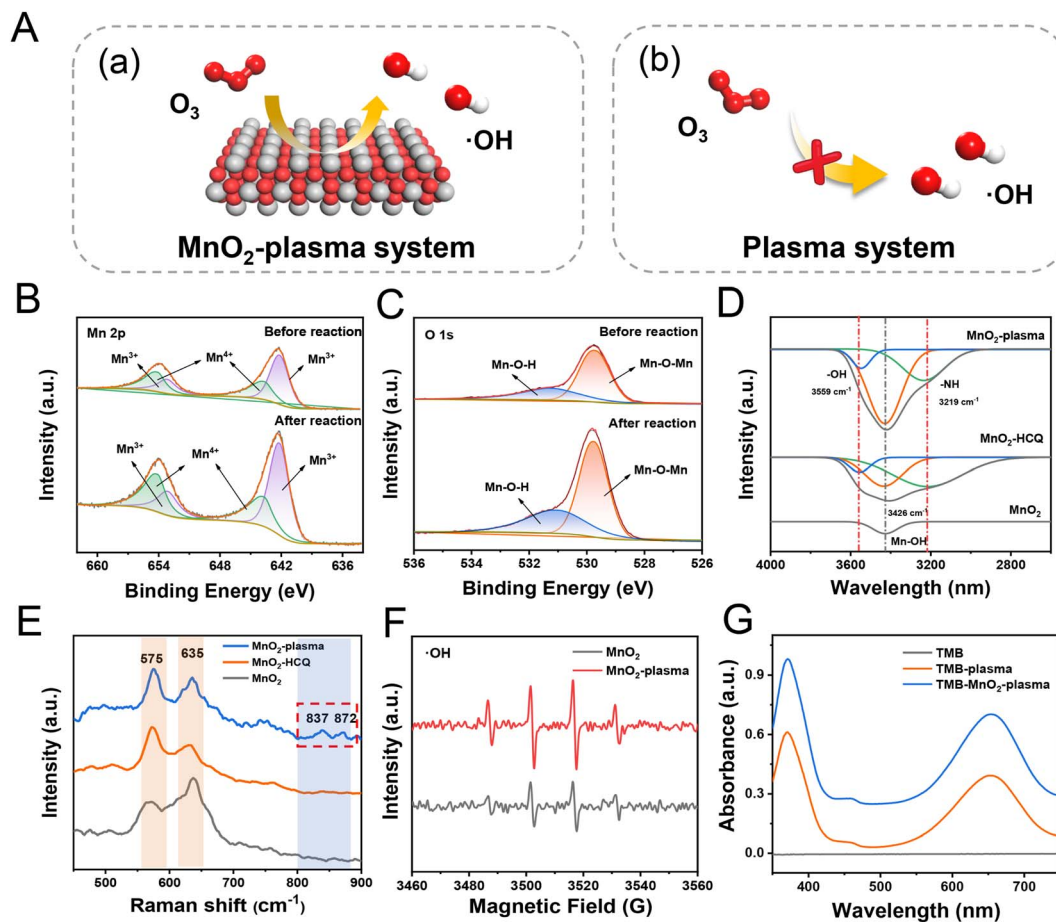 A
(a)
O₃
·OH
MnO₂-plasma system
(b)
O₃
·OH
Plasma system
B
Mn 2p
Before reaction
Mn³⁺
Mn⁴⁺
Mn³⁺
After reaction
Mn³⁺
Mn⁴⁺
Mn³⁺
Intensity (a.u.)
660 654 648 642 636
Binding Energy (eV)
C
O 1s
Before reaction
Mn-O-H
Mn-O-Mn
After reaction
Mn-O-H
Mn-O-Mn
Intensity (a.u.)
536 534 532 530 528 526
Binding Energy (eV)
D
MnO₂-plasma
-OH
3559 cm⁻¹
-NH
3219 cm⁻¹
MnO₂-HCQ
3426 cm⁻¹
MnO₂
Mn-OH
Intensity (a.u.)
4000 3600 3200 2800
Wavelength (nm)
E
575
635
MnO₂-plasma
MnO₂-HCQ
MnO₂
837 872
Intensity (a.u.)
500 600 700 800 900
Raman shift (cm⁻¹)
F
·OH
MnO₂
MnO₂-plasma
Intensity (a.u.)
3460 3480 3500 3520 3540 3560
Magnetic Field (G)
G
TMB
TMB-plasma
TMB-MnO₂-plasma
Absorbance (a.u.)
0.9
0.6
0.3
0.0
400 500 600 700
Wavelength (nm)